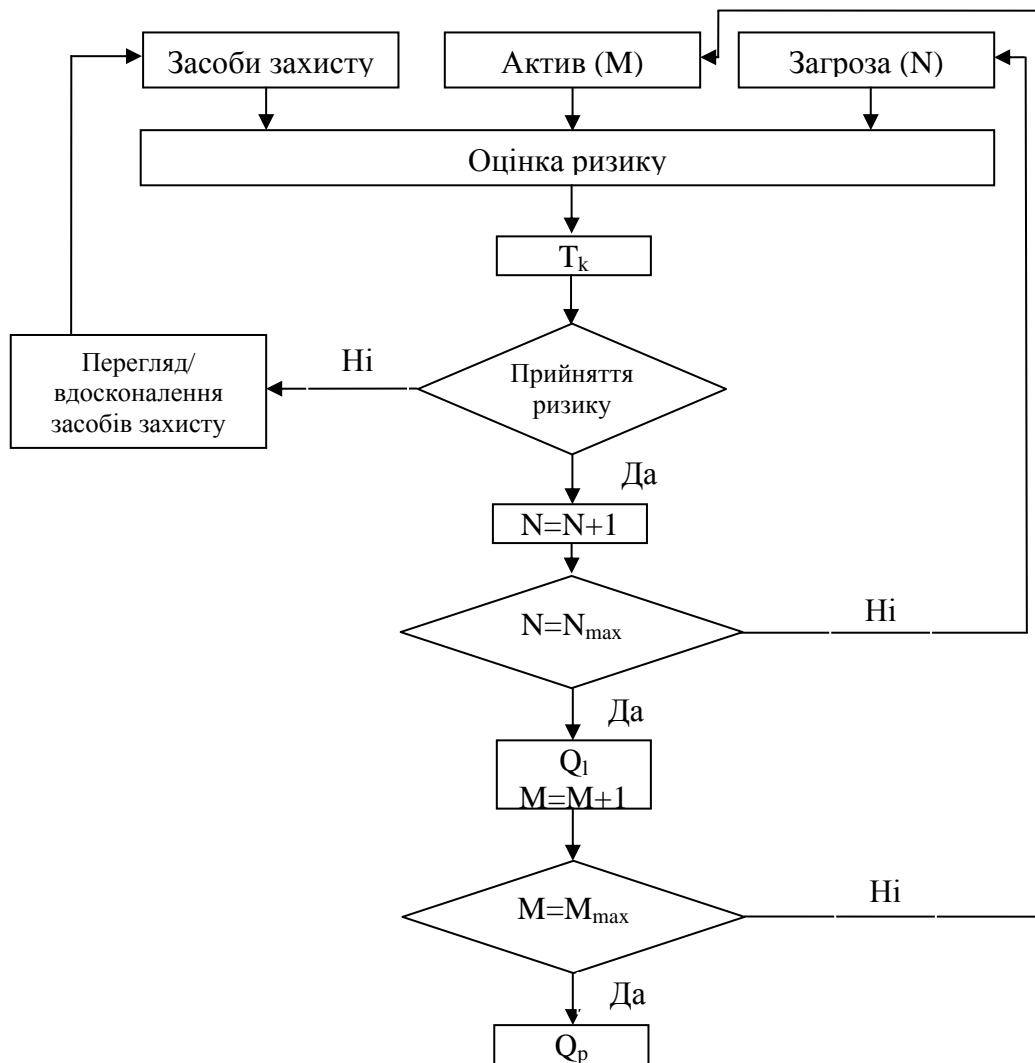 Засоби захисту
Актив (M)
Загроза (N)
Оцінка ризику
Tk
Прийняття
ризику
Ні
Перегляд/
вдосконалення
засобів захисту
Да
N=N+1
N=Nmax
Ні
Да
Ql
M=M+1
M=Mmax
Ні
Да
Qp